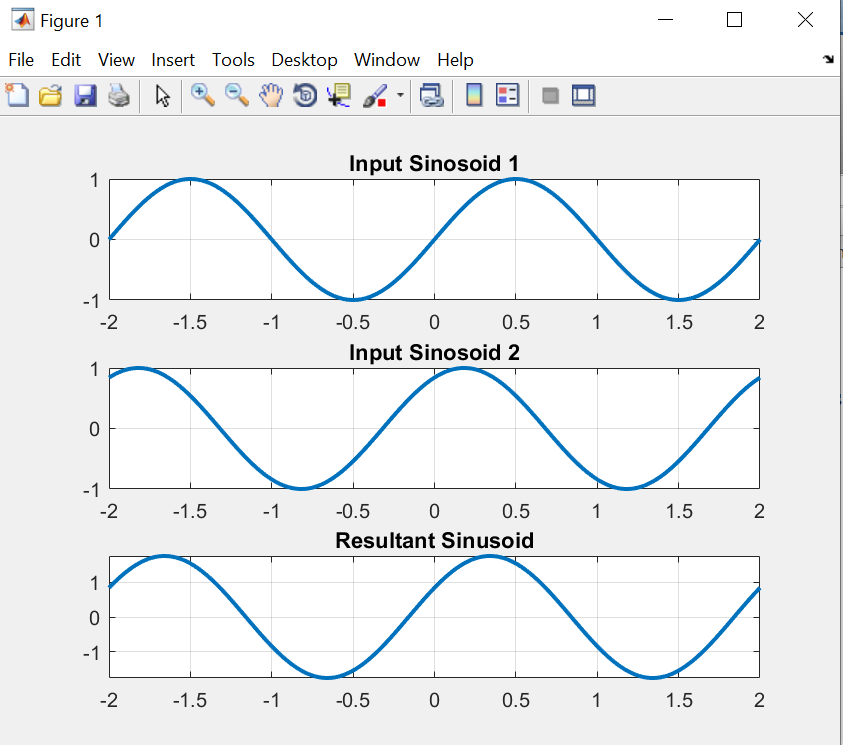 Figure 1
File Edit View Insert Tools Desktop Window Help
Input Sinosoid 1
1
0
-1
-2 -1.5 -1 -0.5 0 0.5 1 1.5 2
Input Sinosoid 2
1
0
-1
-2 -1.5 -1 -0.5 0 0.5 1 1.5 2
Resultant Sinusoid
1
0
-1
-2 -1.5 -1 -0.5 0 0.5 1 1.5 2